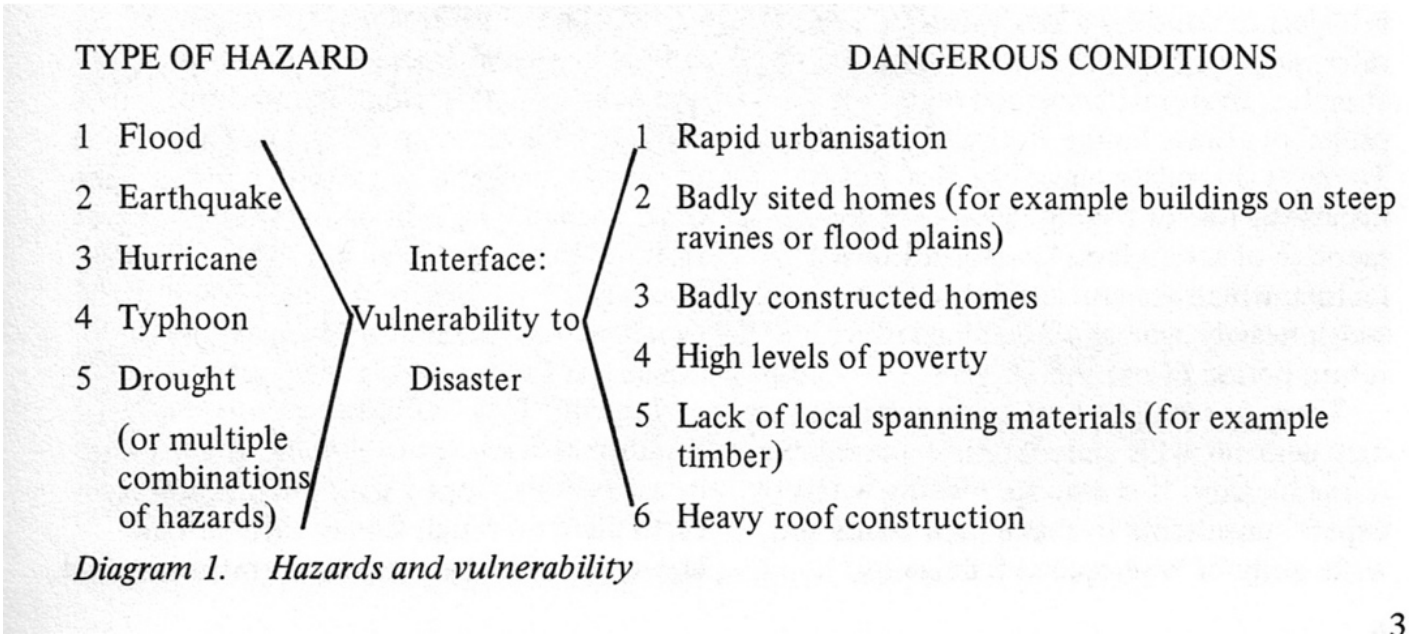 TYPE OF HAZARD
DANGEROUS CONDITIONS
1 Flood
2 Earthquake
3 Hurricane
4 Typhoon
5 Drought
(or multiple
combinations
of hazards)
Interface:
Vulnerability to
Disaster
1 Rapid urbanisation
2 Badly sited homes (for example buildings on steep
ravines or flood plains)
3 Badly constructed homes
4 High levels of poverty
5 Lack of local spanning materials (for example
timber)
6 Heavy roof construction
Diagram 1. Hazards and vulnerability
3